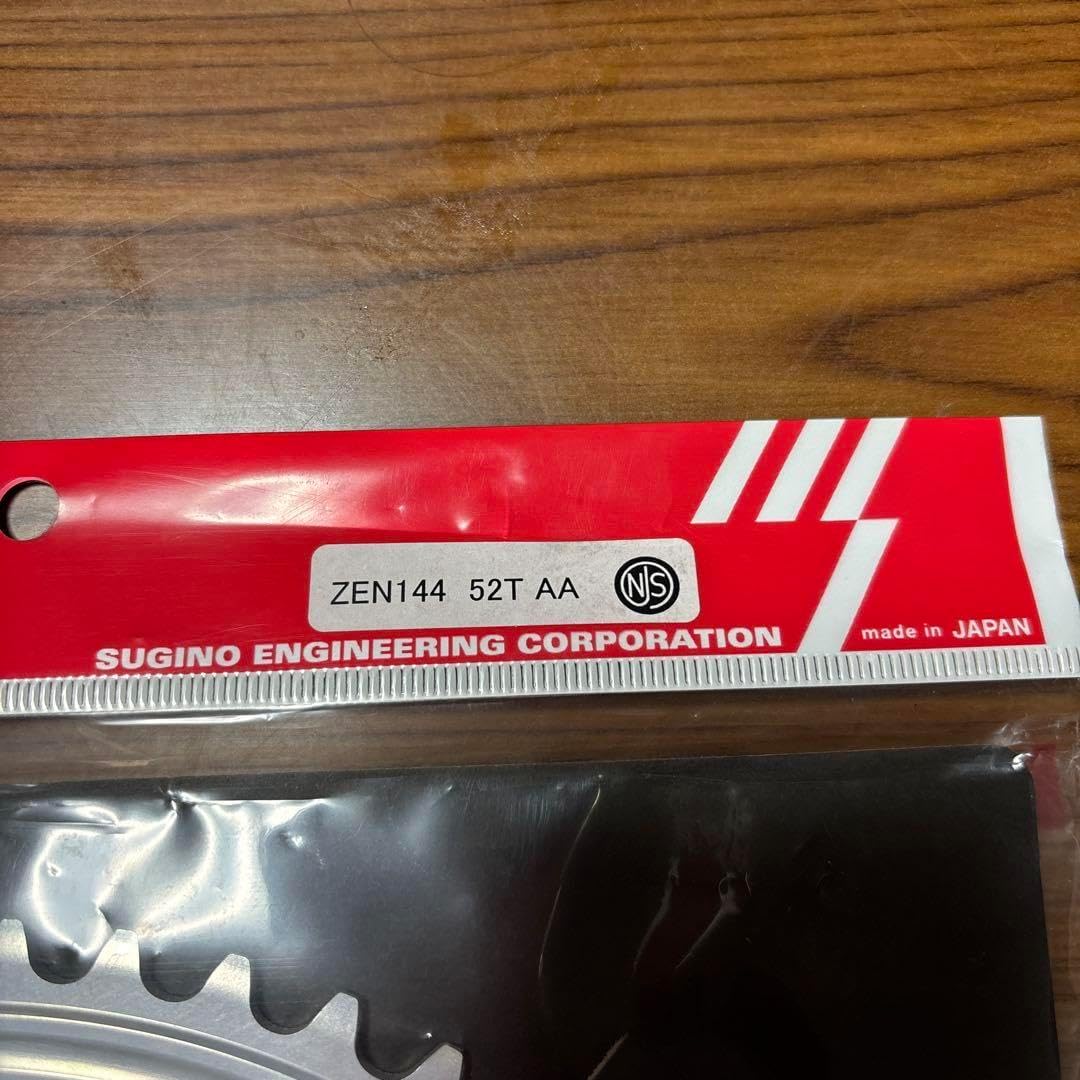 ZEN144 52T AA NJS
SUGINO ENGINEERING CORPORATION
made in JAPAN